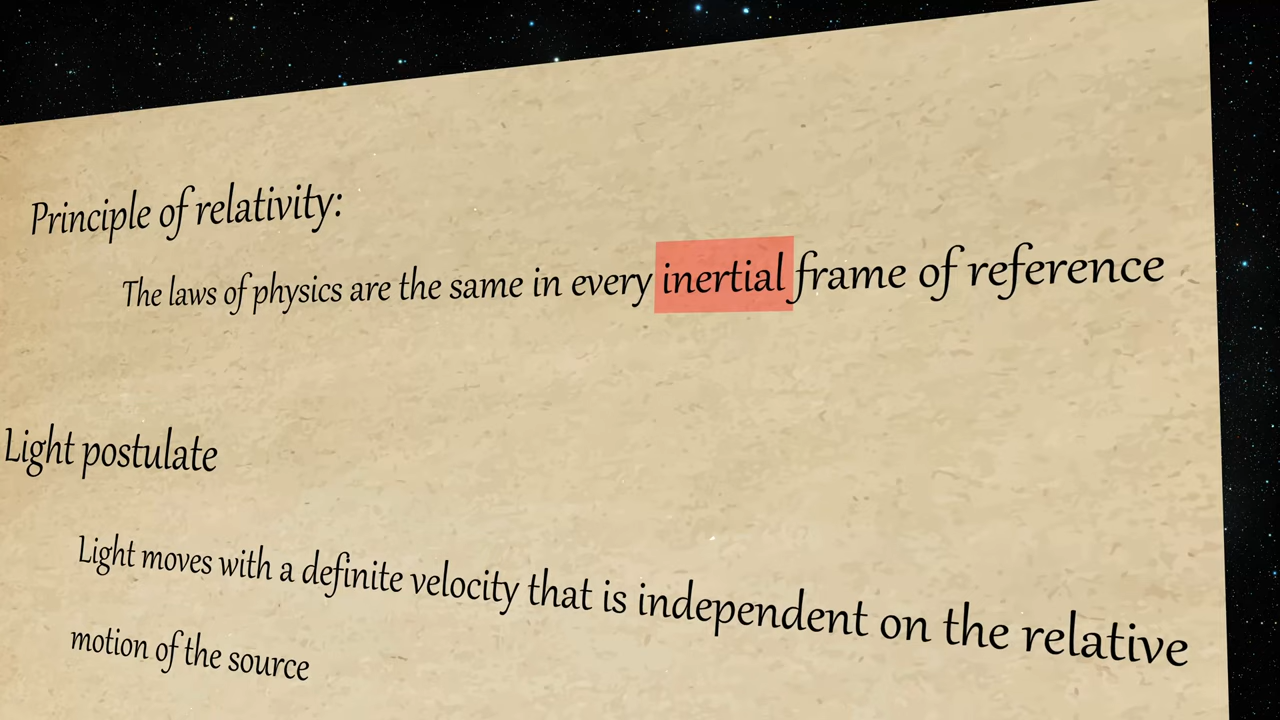 Principle of relativity:
The laws of physics are the same in every inertial frame of reference
Light postulate
Light moves with a definite velocity that is independent on the relative
motion of the source